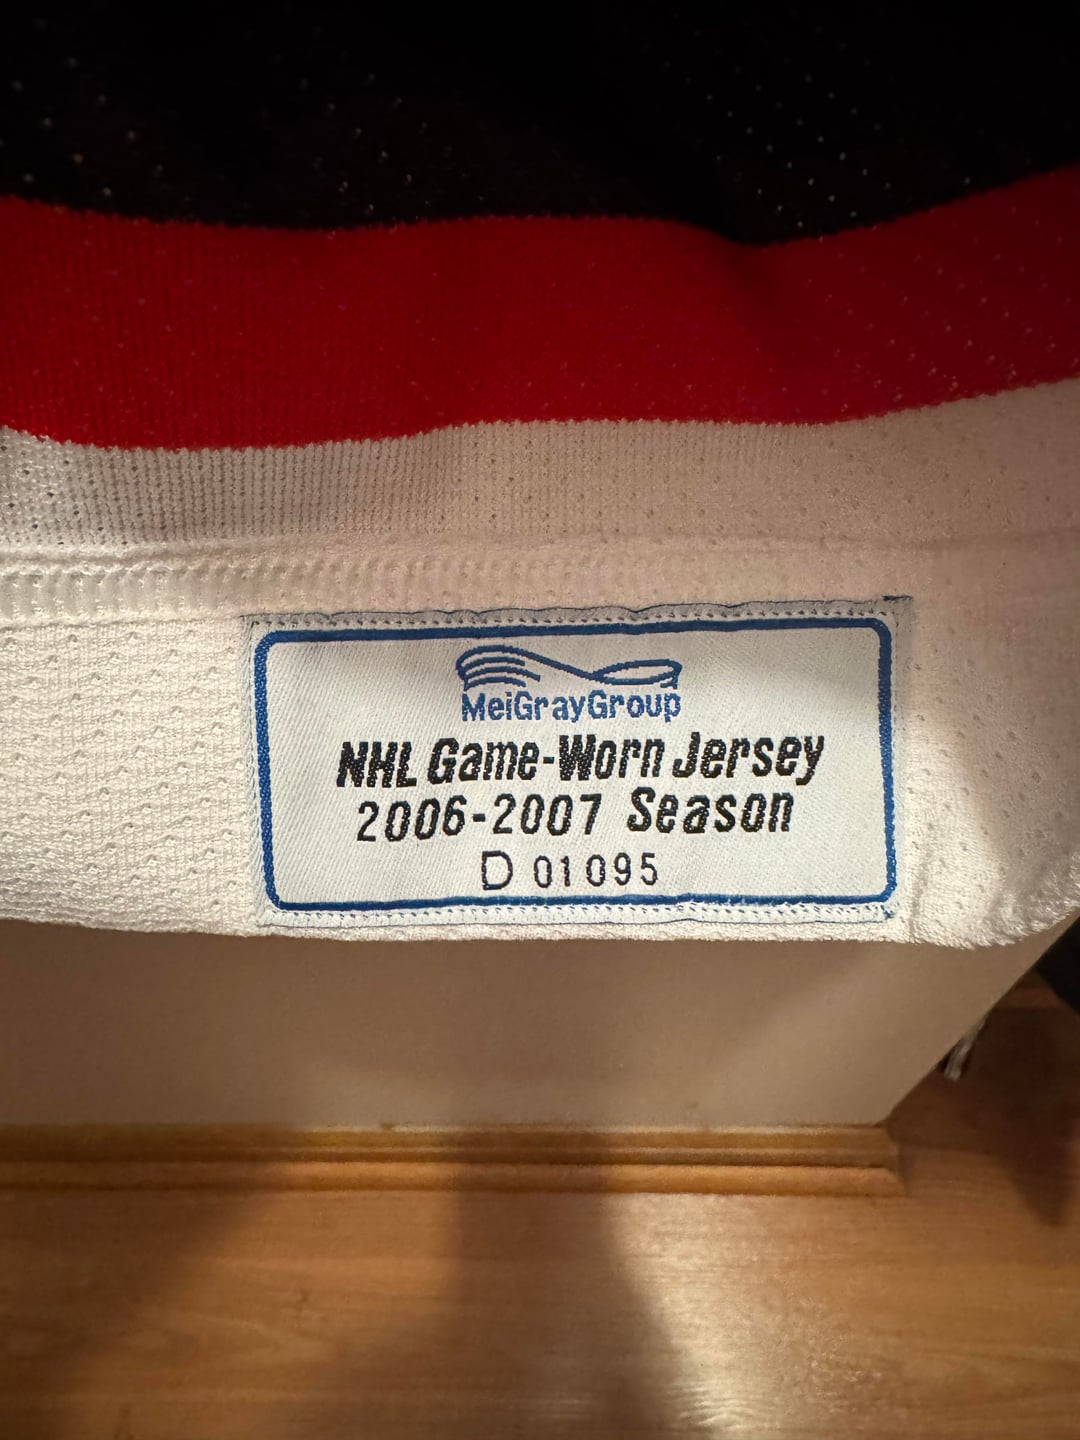 MeiGrayGroup
NHL Game-Worn Jersey
2006-2007 Season
D 01095